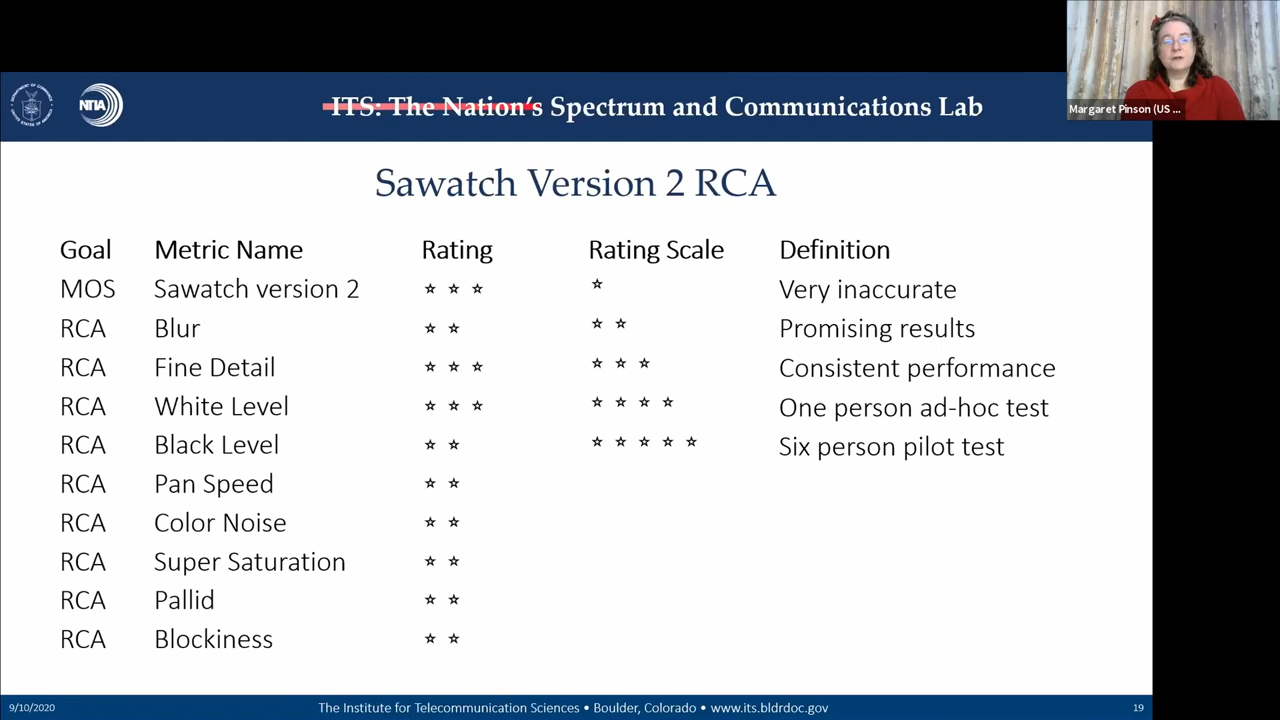 NTIA
ITS: The Nation's Spectrum and Communications Lab
Margaret Pinson (US ...
Sawatch Version 2 RCA
Goal Metric Name Rating Rating Scale Definition
MOS Sawatch version 2 ☆ ☆ ☆ ☆ Very inaccurate
RCA Blur ☆ ☆ ☆ ☆ Promising results
RCA Fine Detail ☆ ☆ ☆ ☆ ☆ ☆ Consistent performance
RCA White Level ☆ ☆ ☆ ☆ ☆ ☆ ☆ One person ad-hoc test
RCA Black Level ☆ ☆ ☆ ☆ ☆ ☆ ☆ Six person pilot test
RCA Pan Speed ☆ ☆
RCA Color Noise ☆ ☆
RCA Super Saturation ☆ ☆
RCA Pallid ☆ ☆
RCA Blockiness ☆ ☆
9/10/2020 The Institute for Telecommunication Sciences • Boulder, Colorado • www.its.bldrdoc.gov 19